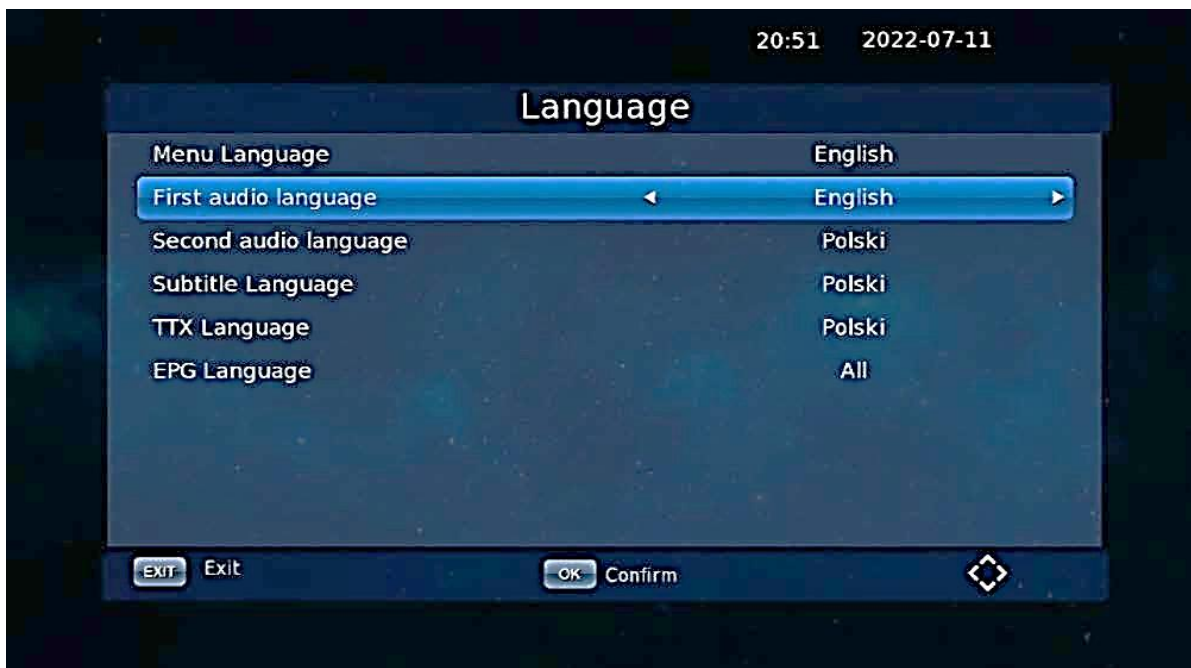 20:51 2022-07-11
Language
Menu Language English
First audio language English
Second audio language Polski
Subtitle Language Polski
TTX Language Polski
EPG Language All
EXIT Exit OK Confirm